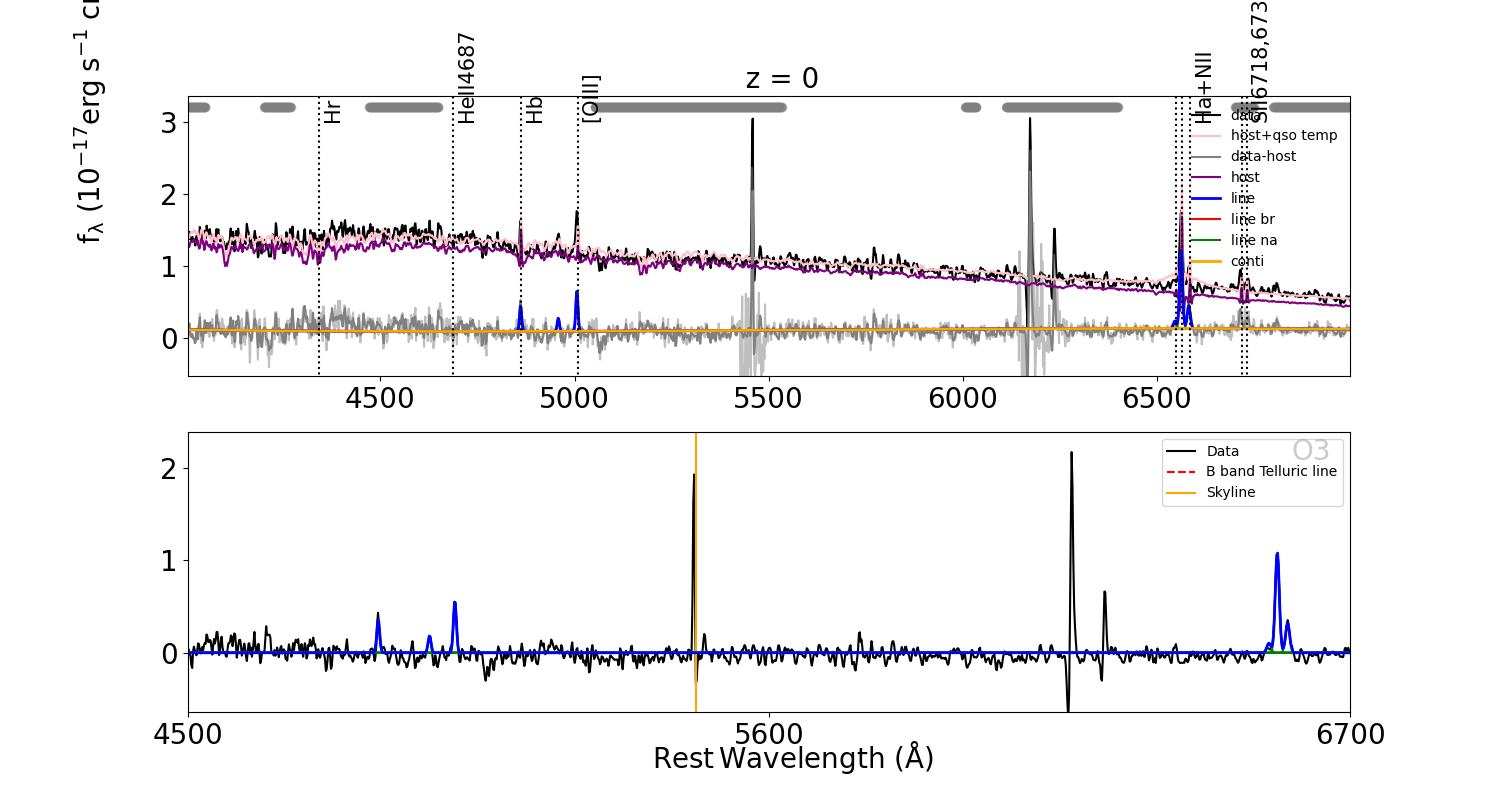 z = 0
f_λ (10^−17 erg s^−1 c
Hr
HeII4687
Hb
[OIII]
Ha+NII
SII6718,673
data
host+qso temp
data-host
host
line
line br
line na
conti
3
2
1
0
4500 5000 5500 6000 6500
O3
Data
B band Telluric line
Skyline
2
1
0
4500 5600 6700
Rest Wavelength (Å)